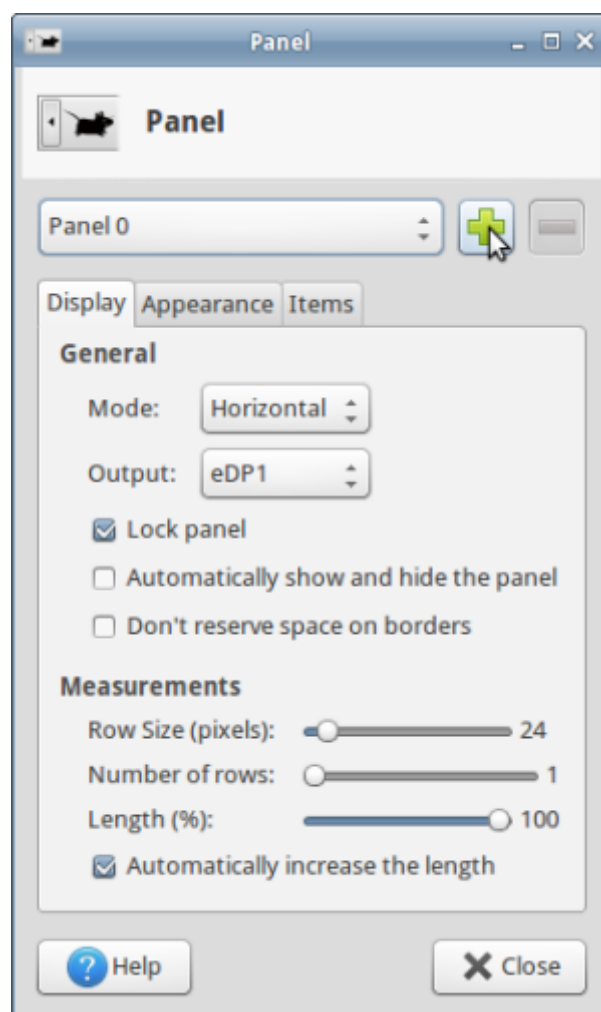 Panel
Panel
Panel 0
Display Appearance Items
General
Mode: Horizontal
Output: eDP1
Lock panel
Automatically show and hide the panel
Don't reserve space on borders
Measurements
Row Size (pixels): 24
Number of rows: 1
Length (%): 100
Automatically increase the length
Help Close